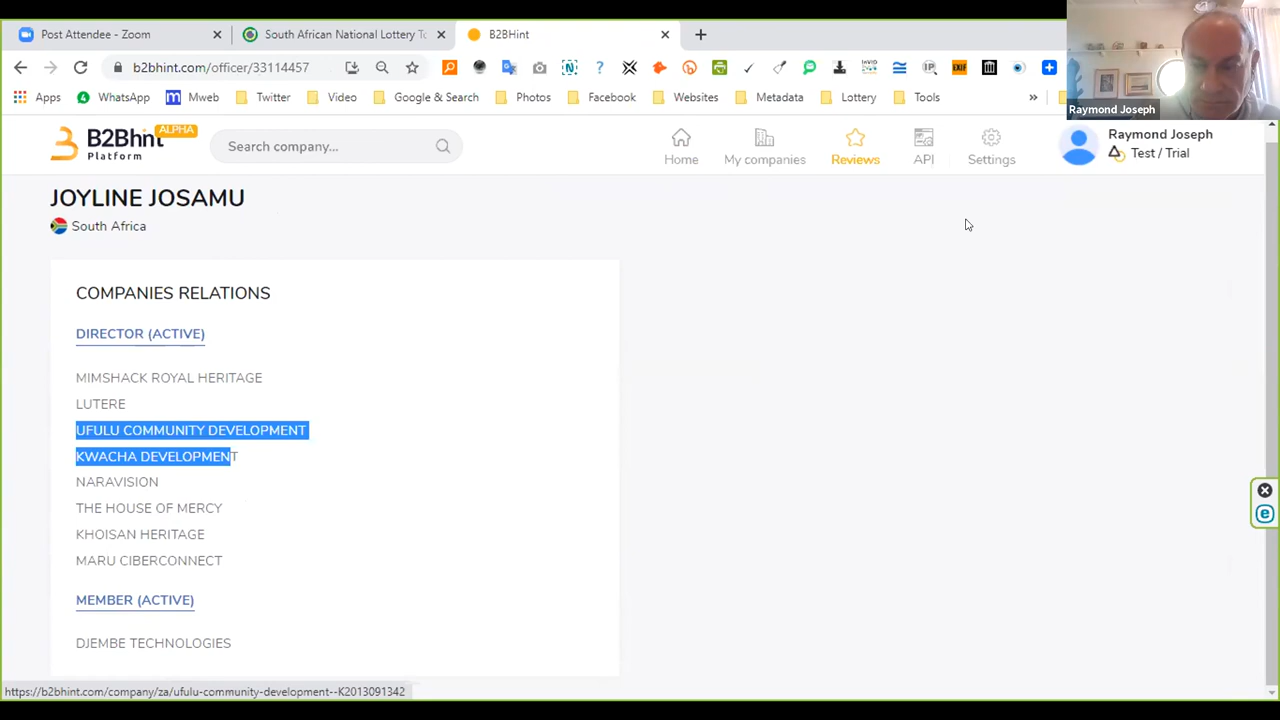 Post Attendee - Zoom
South African National Lottery To
B2BHint
b2bhint.com/officer/33114457
Apps
WhatsApp
Mweb
Twitter
Video
Google & Search
Photos
Facebook
Websites
Metadata
Lottery
Tools
»
Raymond Joseph
B2Bhint
ALPHA
Platform
Search company...
Home
My companies
Reviews
API
Settings
Raymond Joseph
Test / Trial
JOYLINE JOSAMU
South Africa
COMPANIES RELATIONS
DIRECTOR (ACTIVE)
MIMSHACK ROYAL HERITAGE
LUTERE
UFULU COMMUNITY DEVELOPMENT
KWACHA DEVELOPMENT
NARAVISION
THE HOUSE OF MERCY
KHOISAN HERITAGE
MARU CIBERCONNECT
MEMBER (ACTIVE)
DJEMBE TECHNOLOGIES
https://b2bhint.com/company/za/ufulu-community-development--K2013091342